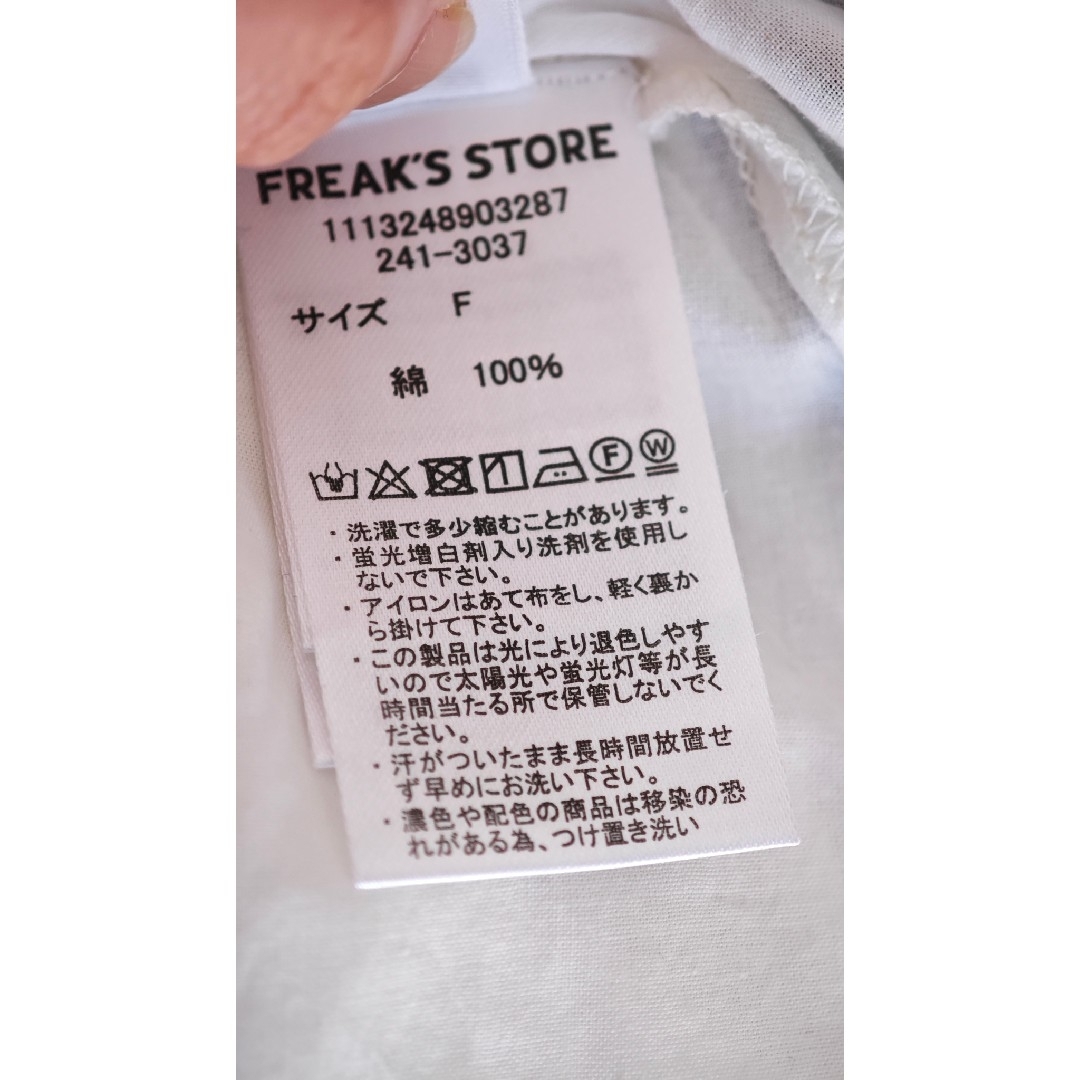 FREAK'S STORE
1113248903287
241-3037
サイズ F
綿 100%
F W
・洗濯で多少縮むことがあります。
・蛍光増白剤入り洗剤を使用し
ないで下さい。
・アイロンはあて布をし、軽く裏か
ら掛けて下さい。
・この製品は光により退色しやす
いので太陽光や蛍光灯等が長
時間当たる所で保管しないでく
ださい。
・汗がついたまま長時間放置せ
ず早めにお洗い下さい。
・濃色や配色の商品は移染の恐
れがある為、つけ置き洗い